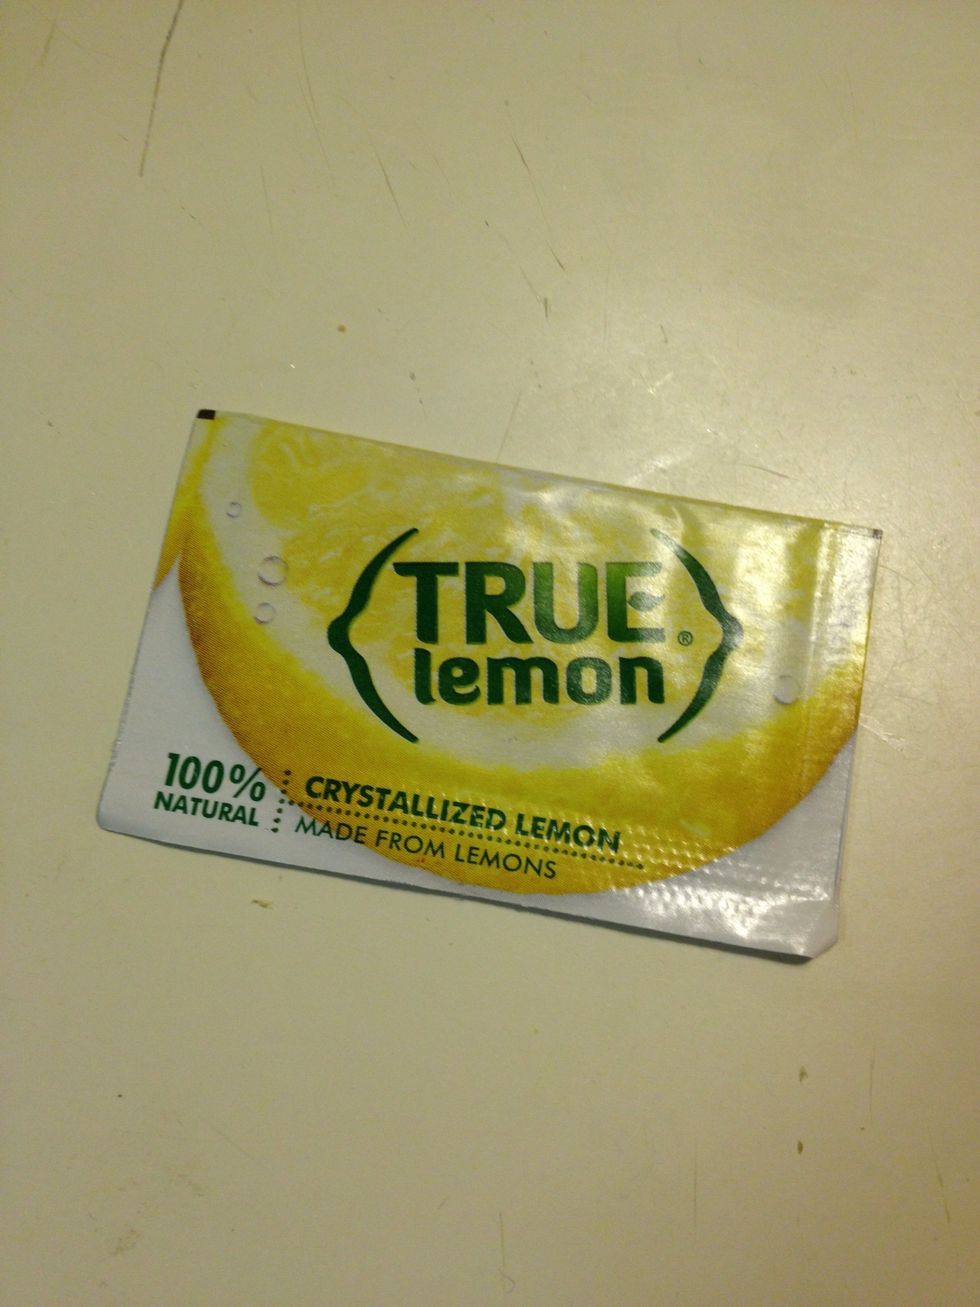 TRUE
lemon®
100%
NATURAL
CRYSTALLIZED LEMON
MADE FROM LEMONS